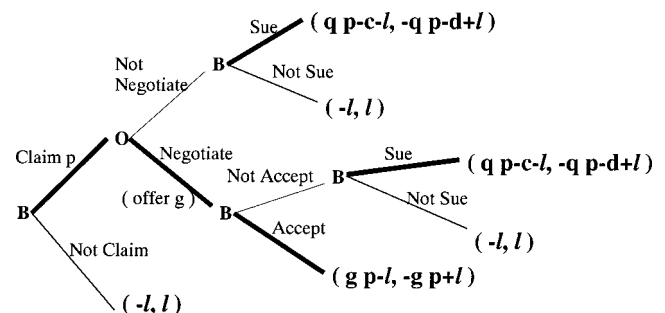 Sue
( q p-c-l, -q p-d+l )
Not
Negotiate
B
Not Sue
( -l, l )
Claim p
O
Negotiate
Sue
( q p-c-l, -q p-d+l )
Not Accept
B
( offer g )
Not Sue
B
B
Accept
Not Claim
( -l, l )
( g p-l, -g p+l )
( -l, l )